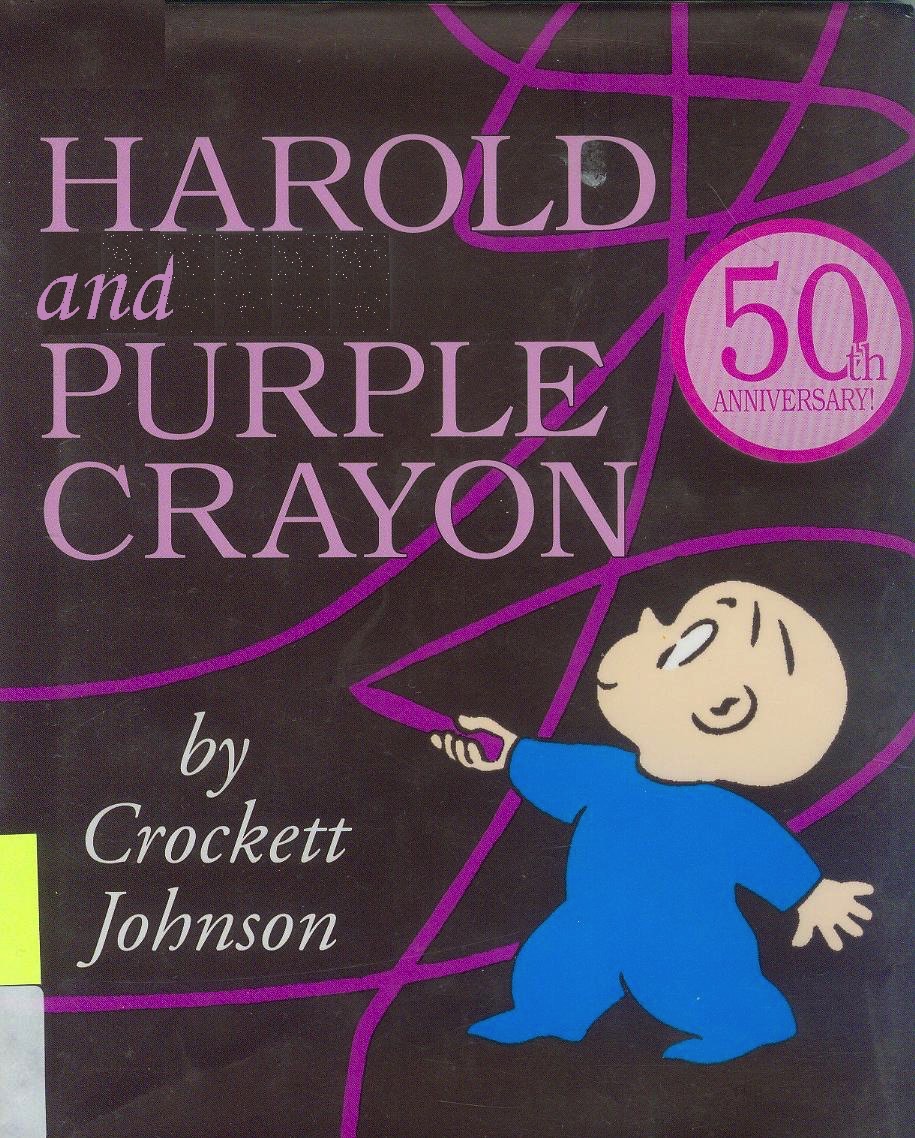 HAROLD
and
PURPLE
CRAYON
50th
ANNIVERSARY!
by
Crockett
Johnson